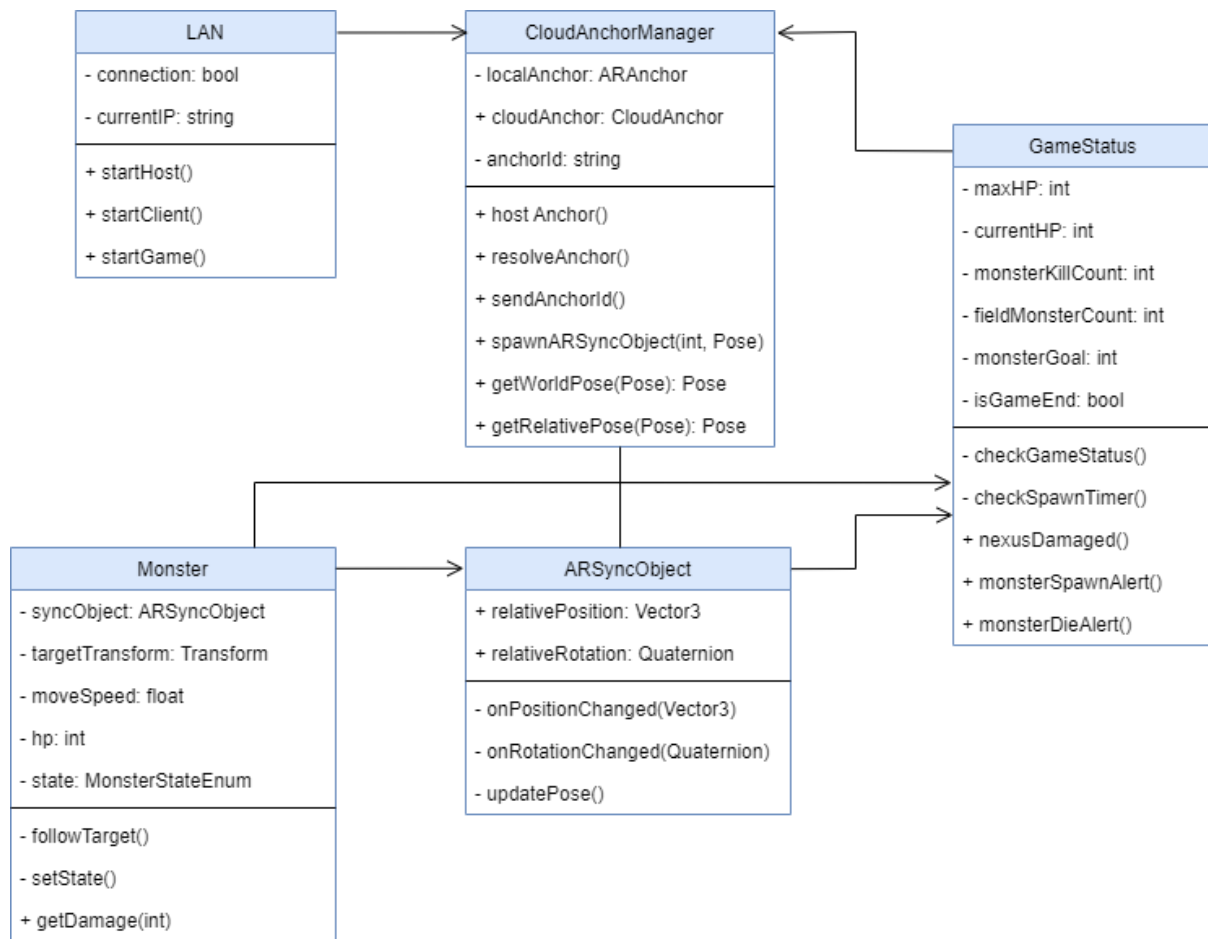 LAN
- connection: bool
- currentIP: string
+ startHost()
+ startClient()
+ startGame()
CloudAnchorManager
- localAnchor: ARAnchor
+ cloudAnchor: CloudAnchor
- anchorId: string
+ host Anchor()
+ resolveAnchor()
+ sendAnchorId()
+ spawnARSyncObject(int, Pose)
+ getWorldPose(Pose): Pose
+ getRelativePose(Pose): Pose
GameStatus
- maxHP: int
- currentHP: int
- monsterKillCount: int
- fieldMonsterCount: int
- monsterGoal: int
- isGameEnd: bool
- checkGameStatus()
- checkSpawnTimer()
+ nexusDamaged()
+ monsterSpawnAlert()
+ monsterDieAlert()
Monster
- syncObject: ARSyncObject
- targetTransform: Transform
- moveSpeed: float
- hp: int
- state: MonsterStateEnum
- followTarget()
- setState()
+ getDamage(int)
ARSyncObject
+ relativePosition: Vector3
+ relativeRotation: Quaternion
- onPositionChanged(Vector3)
- onRotationChanged(Quaternion)
- updatePose()